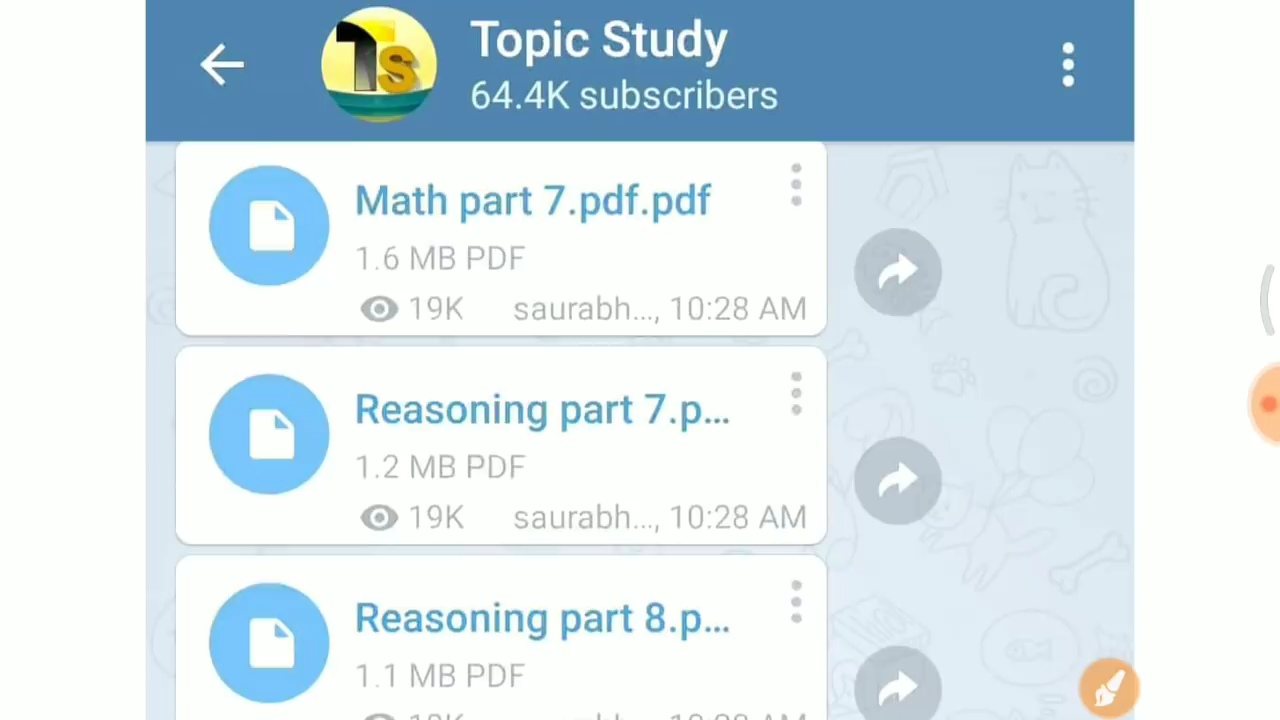 Ts
Topic Study
64.4K subscribers
Math part 7.pdf.pdf
1.6 MB PDF
19K saurabh..., 10:28 AM
Reasoning part 7.p...
1.2 MB PDF
19K saurabh..., 10:28 AM
Reasoning part 8.p...
1.1 MB PDF